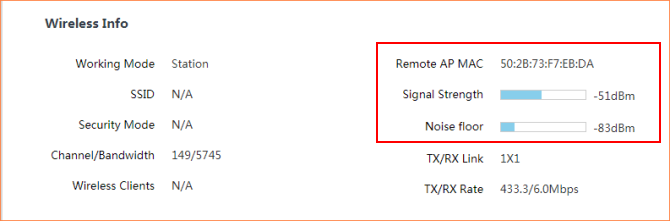 Wireless Info
Working Mode Station
SSID N/A
Security Mode N/A
Channel/Bandwidth 149/5745
Wireless Clients N/A
Remote AP MAC 50:2B:73:F7:EB:DA
Signal Strength -51dBm
Noise floor -83dBm
TX/RX Link 1X1
TX/RX Rate 433.3/6.0Mbps